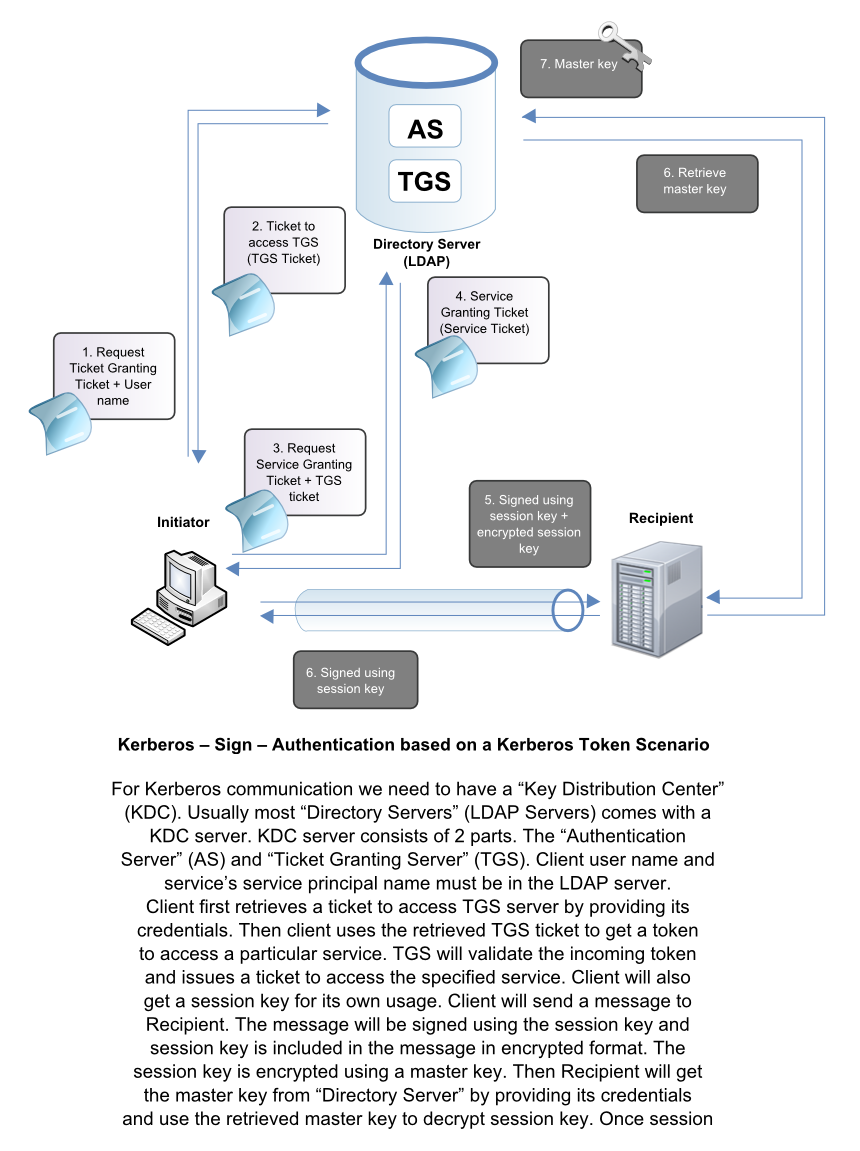 7. Master key
AS
TGS
6. Retrieve
master key
2. Ticket to
access TGS
(TGS Ticket)
Directory Server
(LDAP)
4. Service
Granting Ticket
(Service Ticket)
1. Request
Ticket Granting
Ticket + User
name
3. Request
Service Granting
Ticket + TGS
ticket
5. Signed using
session key +
encrypted session
key
Initiator
Recipient
6. Signed using
session key
Kerberos – Sign – Authentication based on a Kerberos Token Scenario
For Kerberos communication we need to have a “Key Distribution Center”
(KDC). Usually most “Directory Servers” (LDAP Servers) comes with a
KDC server. KDC server consists of 2 parts. The “Authentication
Server” (AS) and “Ticket Granting Server” (TGS). Client user name and
service’s service principal name must be in the LDAP server.
Client first retrieves a ticket to access TGS server by providing its
credentials. Then client uses the retrieved TGS ticket to get a token
to access a particular service. TGS will validate the incoming token
and issues a ticket to access the specified service. Client will also
get a session key for its own usage. Client will send a message to
Recipient. The message will be signed using the session key and
session key is included in the message in encrypted format. The
session key is encrypted using a master key. Then Recipient will get
the master key from “Directory Server” by providing its credentials
and use the retrieved master key to decrypt session key. Once session